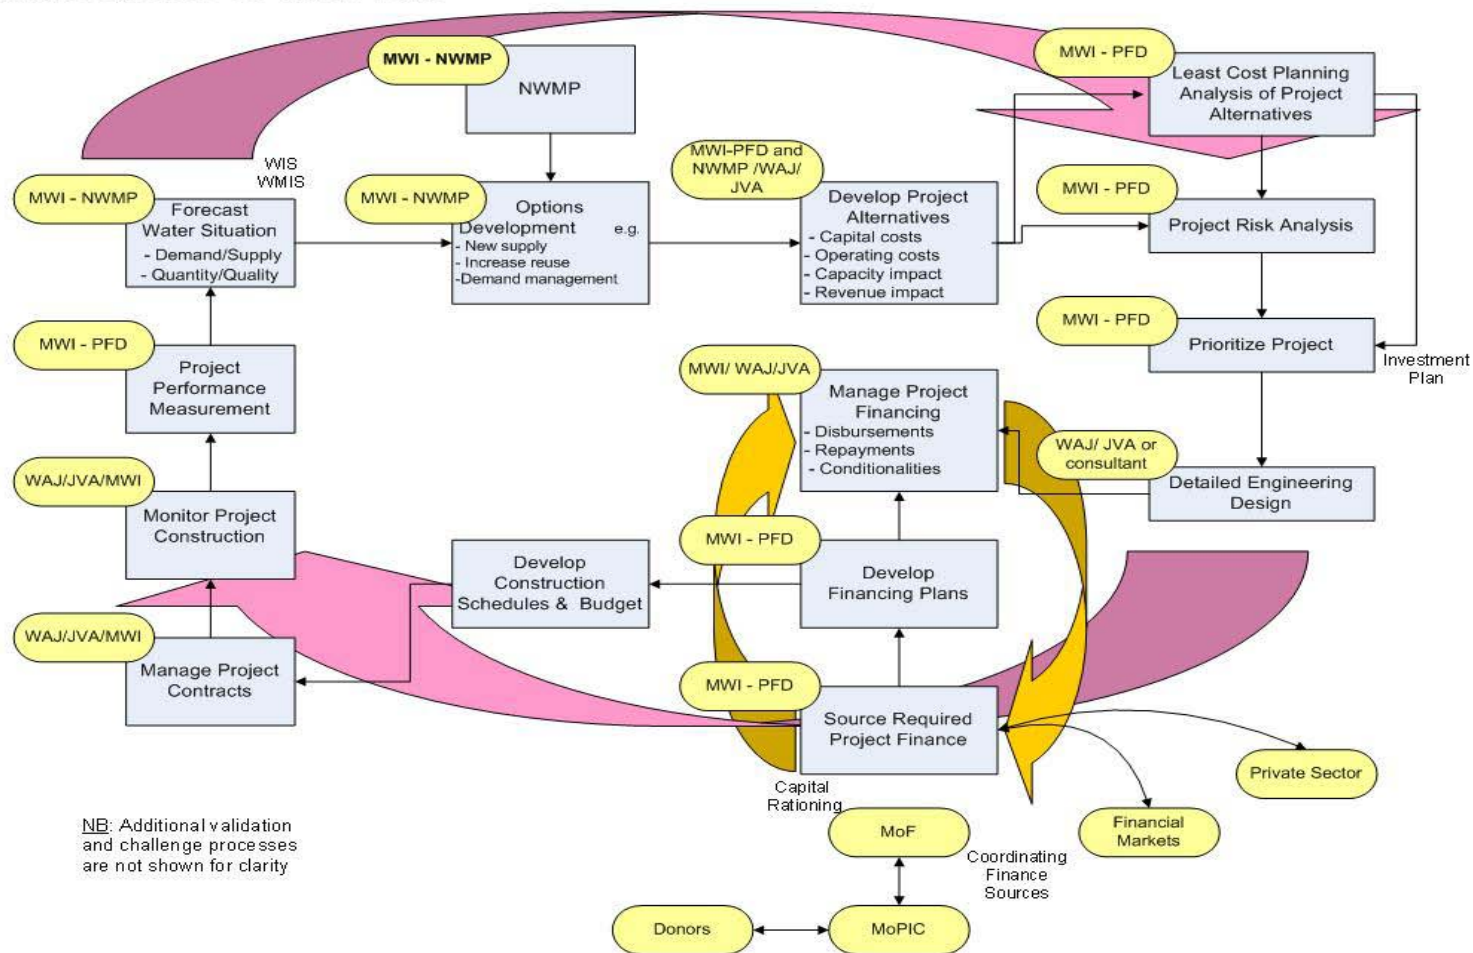 MWI - NWMP
NWMP
MWI - PFD
Least Cost Planning
Analysis of Project
Alternatives
WIS
WMIS
MWI - NWMP
Forecast
Water Situation
- Demand/Supply
- Quantity/Quality
MWI - NWMP
Options
Development e.g.
- New supply
- Increase reuse
-Demand management
MWI-PFD and
NWMP /WAJ/
JVA
Develop Project
Alternatives
- Capital costs
- Operating costs
- Capacity impact
- Revenue impact
MWI - PFD
Project Risk Analysis
MWI - PFD
Prioritize Project
Investment
Plan
MWI - PFD
Project
Performance
Measurement
MWI/ WAJ/JVA
Manage Project
Financing
- Disbursements
- Repayments
- Conditionalities
WAJ/ JVA or
consultant
Detailed Engineering
Design
WAJ/JVA/MWI
Monitor Project
Construction
Develop
Construction
Schedules & Budget
MWI - PFD
Develop
Financing Plans
WAJ/JVA/MWI
Manage Project
Contracts
MWI - PFD
Source Required
Project Finance
Capital
Rationing
Private Sector
Financial
Markets
NB: Additional validation
and challenge processes
are not shown for clarity
MoF
Coordinating
Finance
Sources
Donors
MoPIC